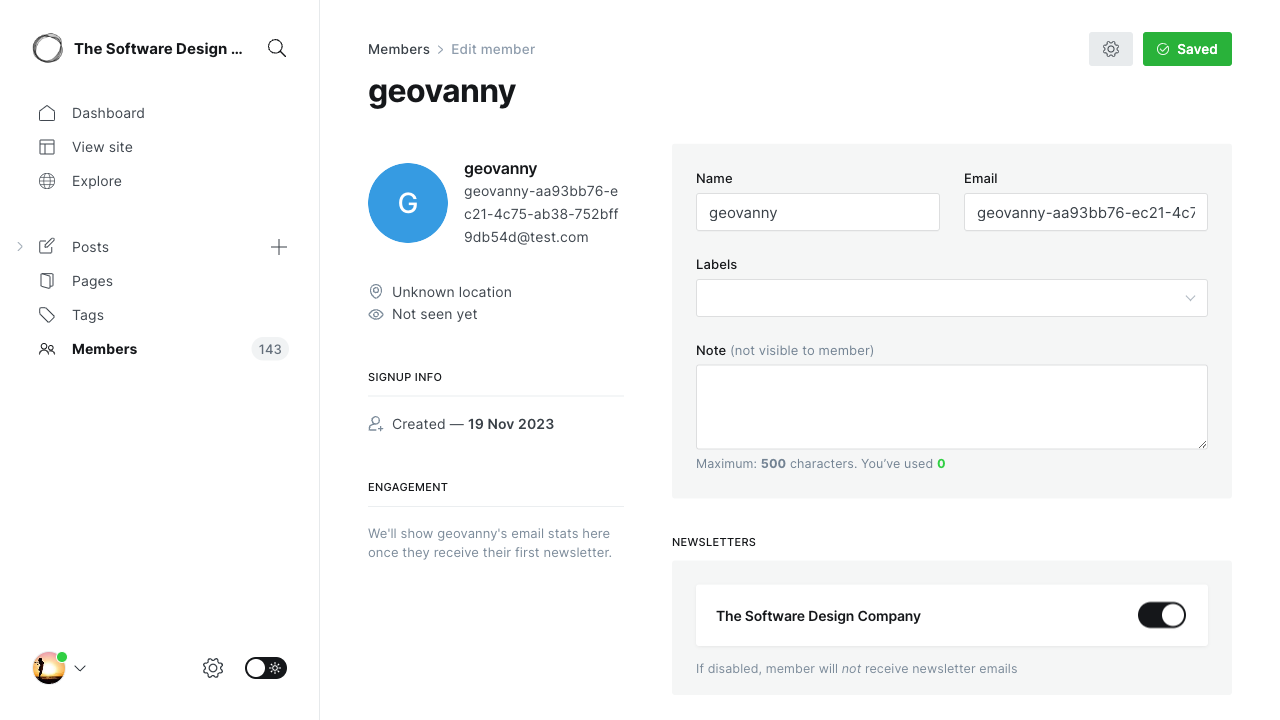 The Software Design ...
Dashboard
View site
Explore
Posts
Pages
Tags
Members
143
Members
Edit member
Saved
geovanny
G
geovanny
geovanny-aa93bb76-e
c21-4c75-ab38-752bff
9db54d@test.com
Unknown location
Not seen yet
SIGNUP INFO
Created — 19 Nov 2023
ENGAGEMENT
We'll show geovanny's email stats here
once they receive their first newsletter.
Name
Email
geovanny
geovanny-aa93bb76-ec21-4c7
Labels
Note (not visible to member)
Maximum: 500 characters. You've used 0
NEWSLETTERS
The Software Design Company
If disabled, member will not receive newsletter emails